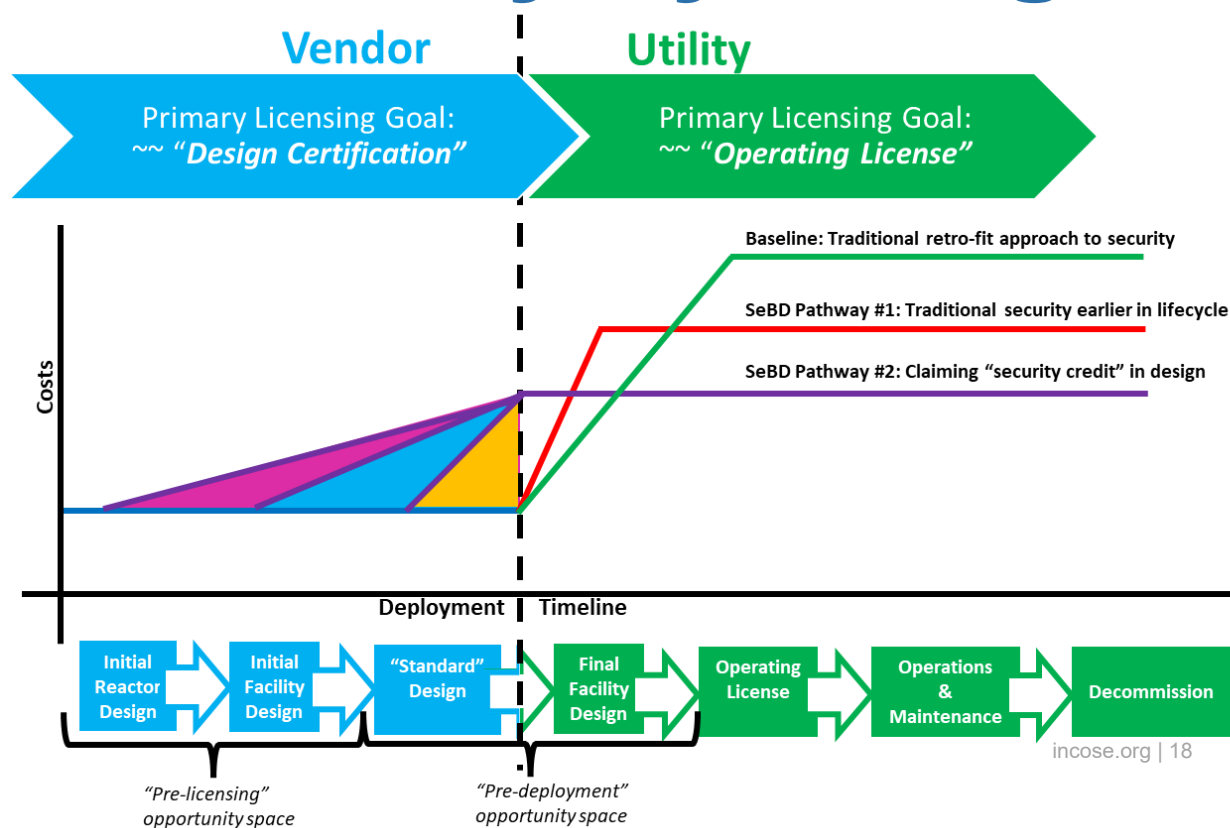 Vendor
Utility
Primary Licensing Goal:
~~ “Design Certification”
Primary Licensing Goal:
~~ “Operating License”
Baseline: Traditional retro-fit approach to security
SeBD Pathway #1: Traditional security earlier in lifecycle
SeBD Pathway #2: Claiming “security credit” in design
Costs
Deployment Timeline
Initial
Reactor
Design
Initial
Facility
Design
“Standard”
Design
Final
Facility
Design
Operating
License
Operations
&
Maintenance
Decommission
incose.org | 18
“Pre-licensing”
opportunity space
“Pre-deployment”
opportunity space